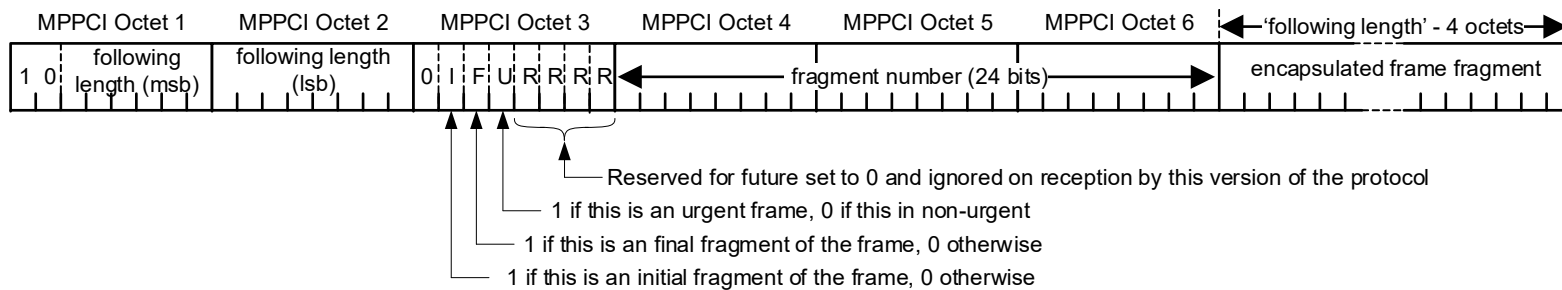 MPPCI Octet 1 MPPCI Octet 2 MPPCI Octet 3 MPPCI Octet 4 MPPCI Octet 5 MPPCI Octet 6 ‘following length’ - 4 octets
1 0 following length (msb) following length (lsb) 0 I F U R R R R fragment number (24 bits) encapsulated frame fragment
Reserved for future set to 0 and ignored on reception by this version of the protocol
1 if this is an urgent frame, 0 if this in non-urgent
1 if this is an final fragment of the frame, 0 otherwise
1 if this is an initial fragment of the frame, 0 otherwise